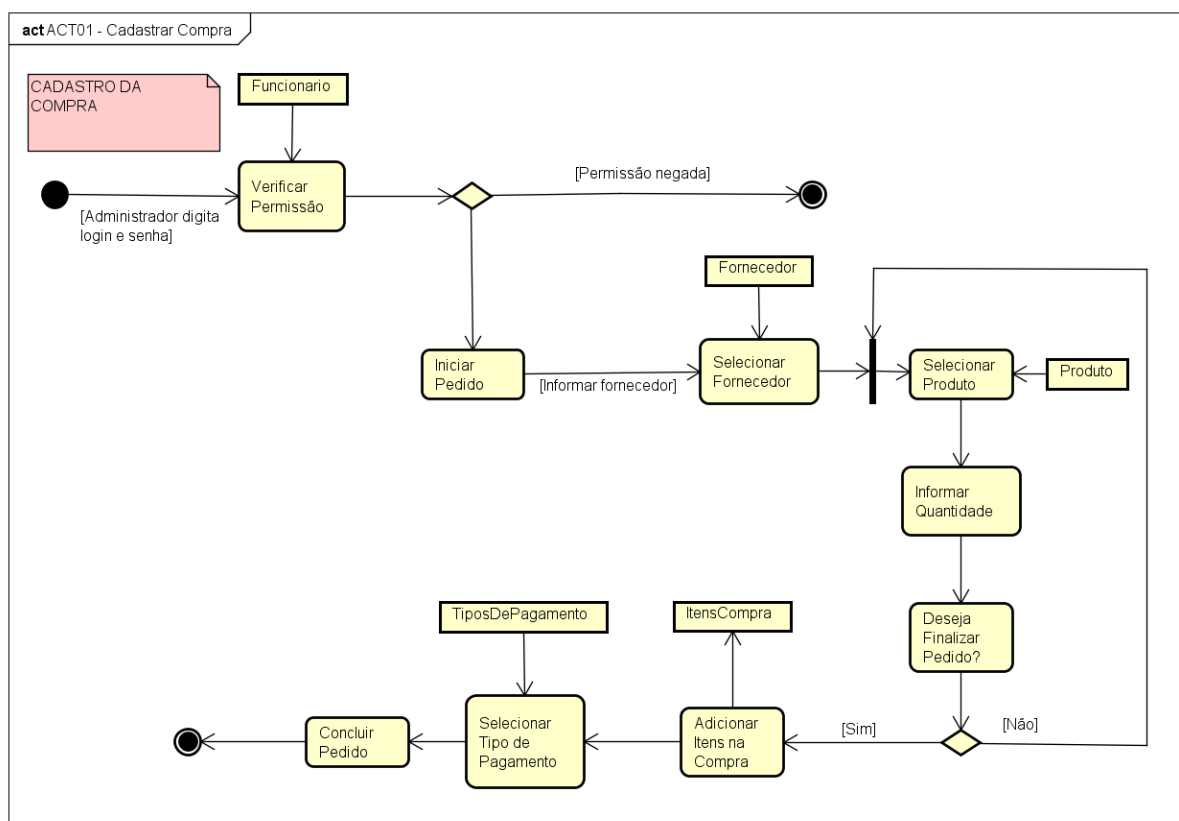 act ACT01 - Cadastrar Compra
CADASTRO DA
COMPRA
Funcionario
Verificar
Permissão
[Permissão negada]
[Administrador digita
login e senha]
Fornecedor
Iniciar
Pedido
[Informar fornecedor]
Selecionar
Fornecedor
Selecionar
Produto
Produto
Informar
Quantidade
Deseja
Finalizar
Pedido?
TiposDePagamento
ItensCompra
[Sim]
[Não]
Adicionar
Itens na
Compra
Selecionar
Tipo de
Pagamento
Concluir
Pedido